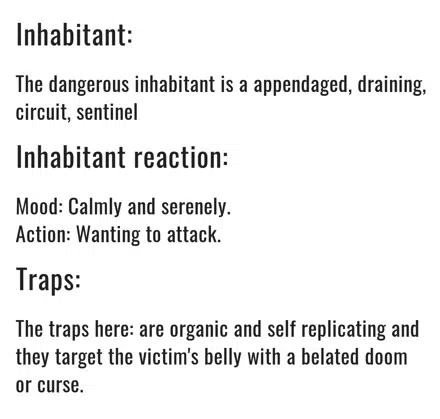 Inhabitant:
The dangerous inhabitant is a appendaged, draining,
circuit, sentinel
Inhabitant reaction:
Mood: Calmly and serenely.
Action: Wanting to attack.
Traps:
The traps here: are organic and self replicating and
they target the victim's belly with a belated doom
or curse.